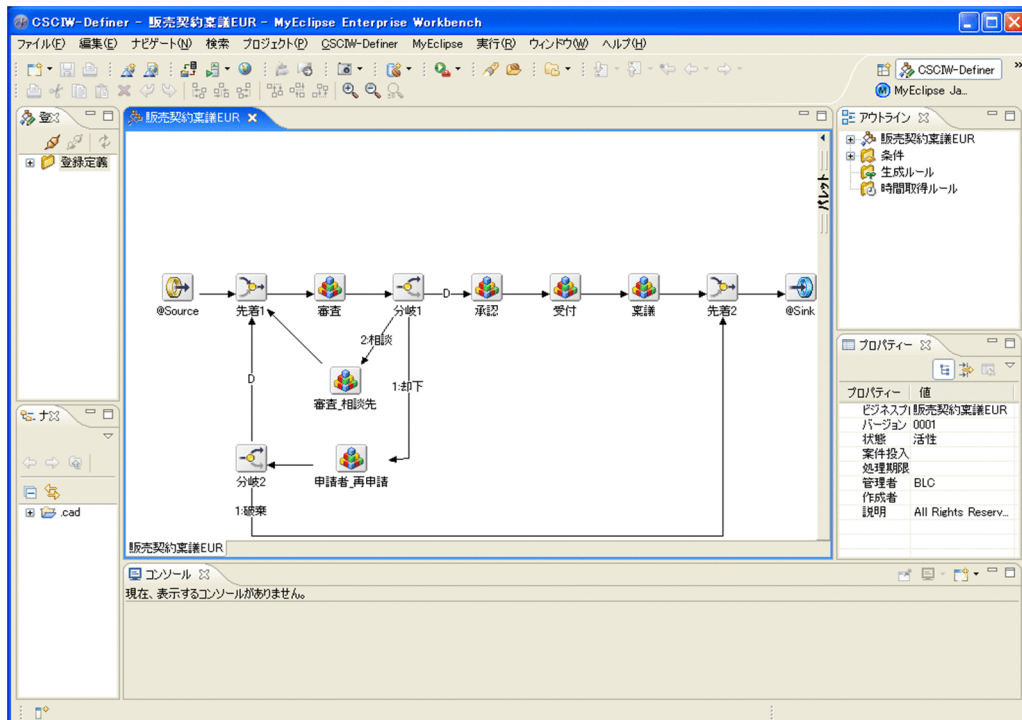 CSCIW-Definer - 販売契約稟議EUR - MyEclipse Enterprise Workbench
ファイル(F) 編集(E) ナビゲート(N) 検索 プロジェクト(P) CSCIW-Definer MyEclipse 実行(R) ウィンドウ(W) ヘルプ(H)
CSCIW-Definer
MyEclipse Ja...
登
登録定義
販売契約稟議EUR
パレット
@Source
先着1
審査
分岐1
D
承認
受付
稟議
先着2
@Sink
2:相談
1:却下
D
審査_相談先
分岐2
申請者_再申請
1:破棄
販売契約稟議EUR
アウトライン
販売契約稟議EUR
条件
生成ルール
時間取得ルール
プロパティー
プロパティー 値
ビジネスプ 販売契約稟議EUR
バージョン 0001
状態 活性
案件投入
処理期限
管理者 BLC
作成者
説明 All Rights Reserv...
ナ
.cad
コンソール
現在、表示するコンソールがありません。